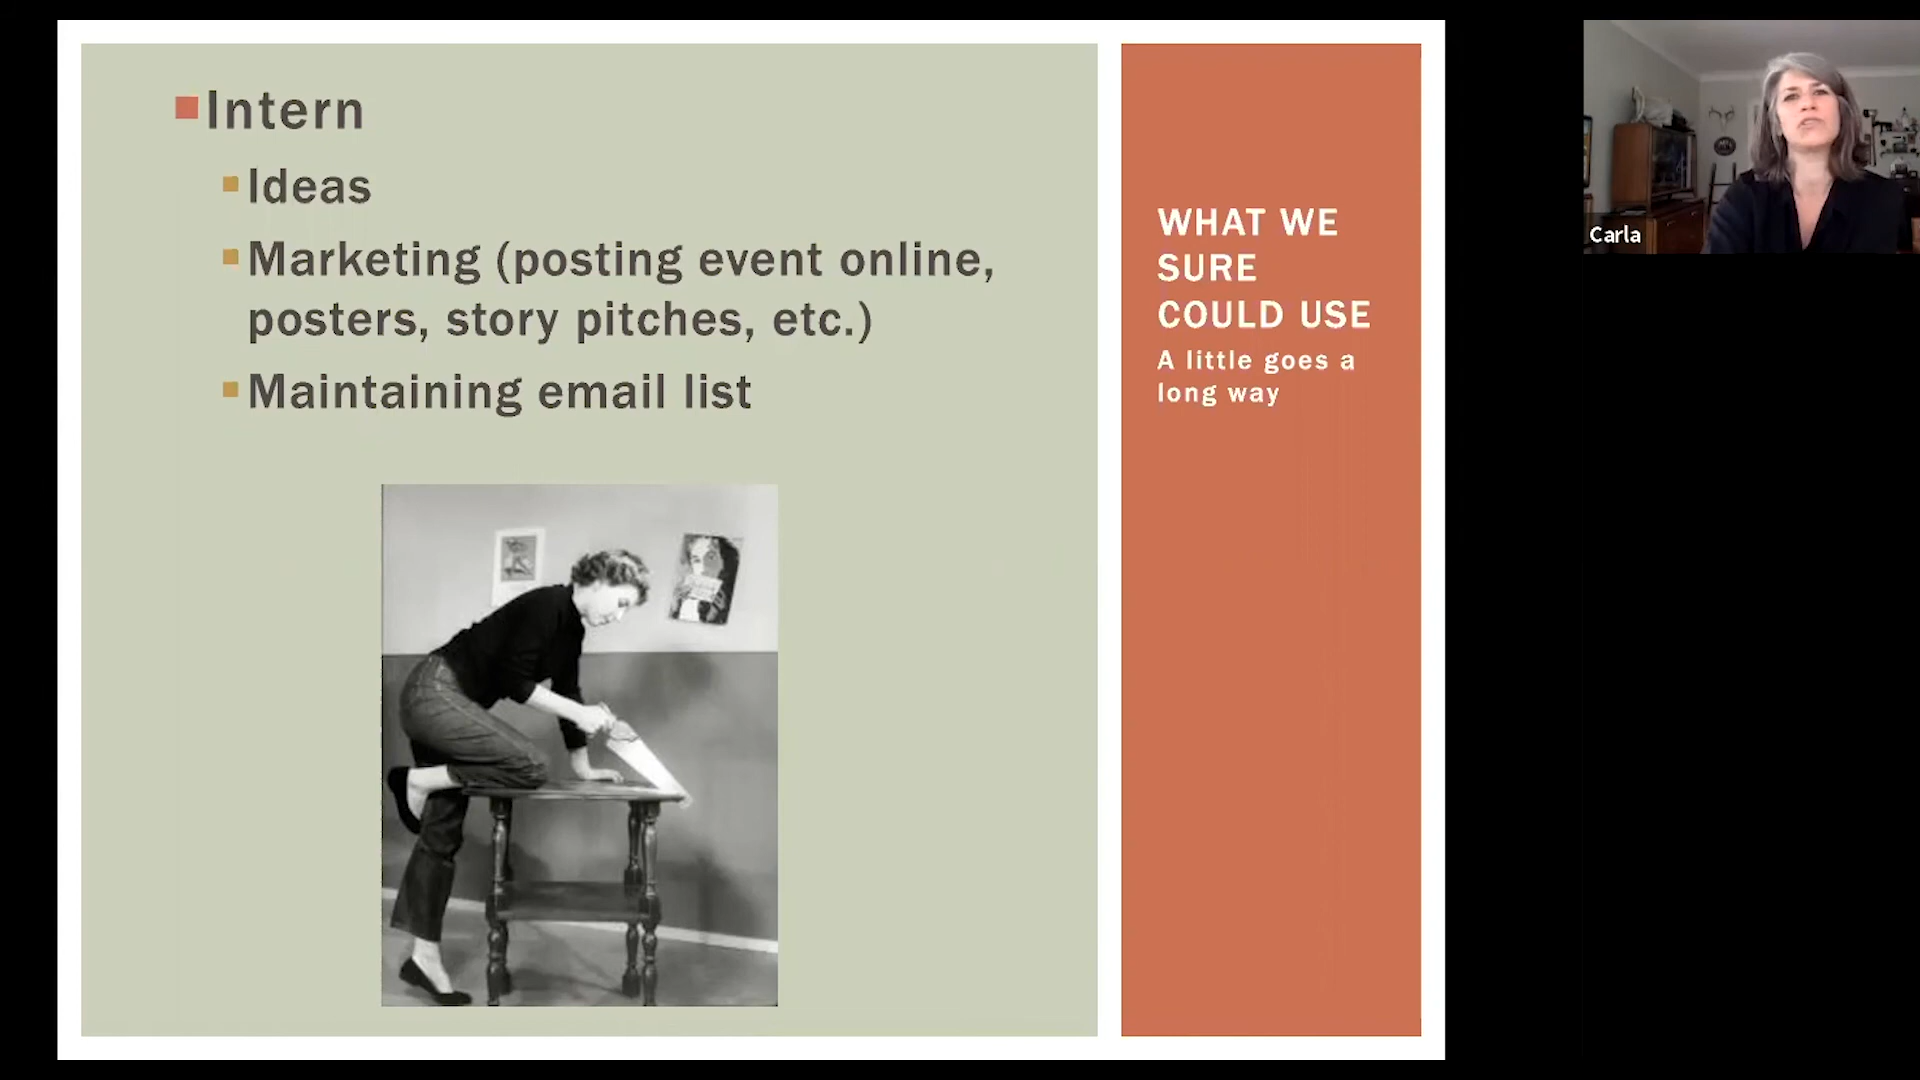 Intern
Ideas
Marketing (posting event online,
posters, story pitches, etc.)
Maintaining email list
WHAT WE
SURE
COULD USE
A little goes a
long way
Carla